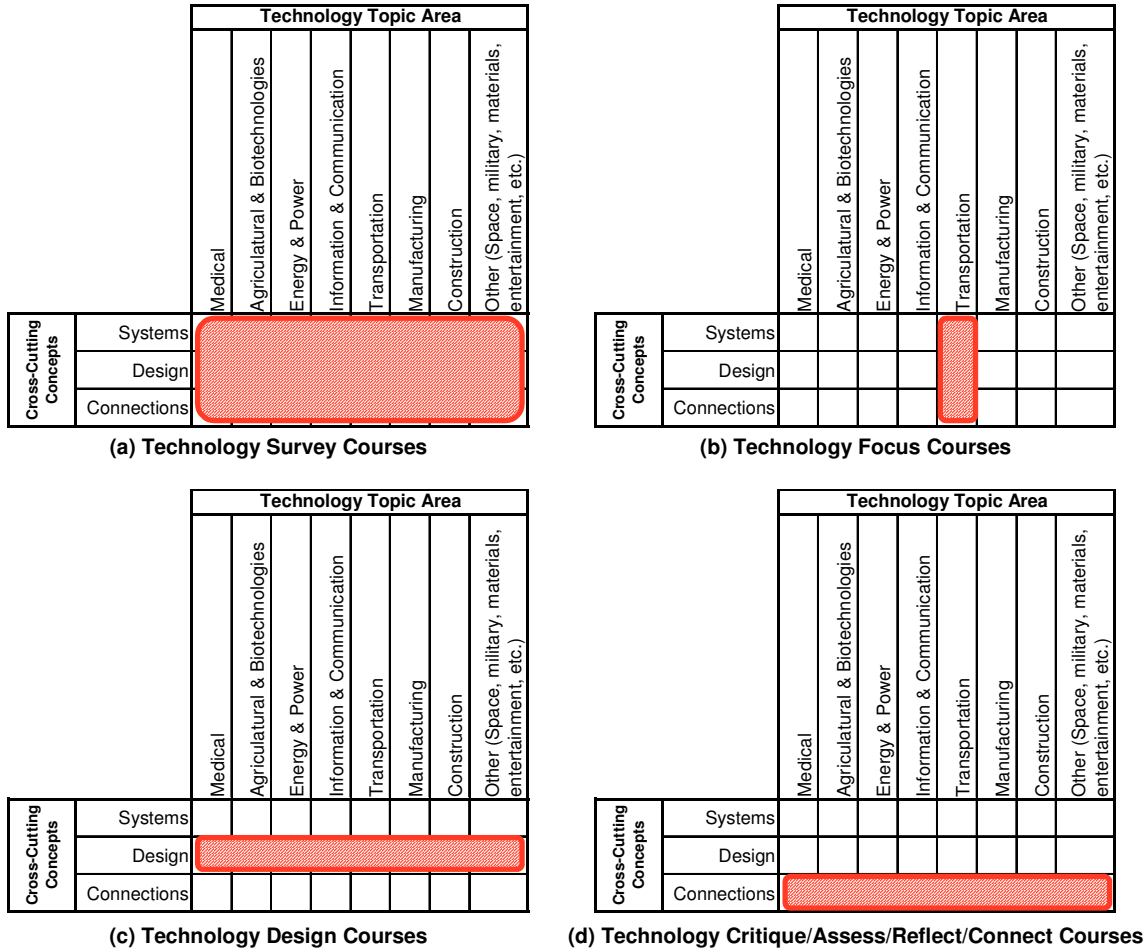 Technology Topic Area
Medical
Agriculatural & Biotechnologies
Energy & Power
Information & Communication
Transportation
Manufacturing
Construction
Other (Space, military, materials,
entertainment, etc.)
Cross-Cutting
Concepts
Systems
Design
Connections
(a) Technology Survey Courses
Technology Topic Area
Medical
Agriculatural & Biotechnologies
Energy & Power
Information & Communication
Transportation
Manufacturing
Construction
Other (Space, military, materials,
entertainment, etc.)
Cross-Cutting
Concepts
Systems
Design
Connections
(b) Technology Focus Courses
Technology Topic Area
Medical
Agriculatural & Biotechnologies
Energy & Power
Information & Communication
Transportation
Manufacturing
Construction
Other (Space, military, materials,
entertainment, etc.)
Cross-Cutting
Concepts
Systems
Design
Connections
(c) Technology Design Courses
Technology Topic Area
Medical
Agriculatural & Biotechnologies
Energy & Power
Information & Communication
Transportation
Manufacturing
Construction
Other (Space, military, materials,
entertainment, etc.)
Cross-Cutting
Concepts
Systems
Design
Connections
(d) Technology Critique/Assess/Reflect/Connect Courses